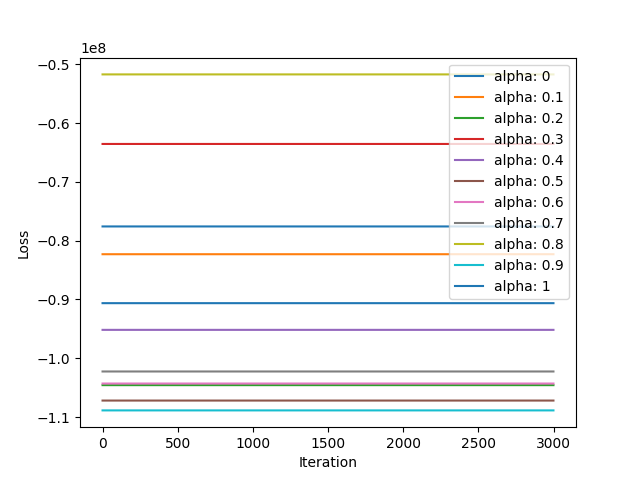 1e8
−0.5
−0.6
−0.7
−0.8
−0.9
−1.0
−1.1
Loss
0 500 1000 1500 2000 2500 3000
Iteration
alpha: 0
alpha: 0.1
alpha: 0.2
alpha: 0.3
alpha: 0.4
alpha: 0.5
alpha: 0.6
alpha: 0.7
alpha: 0.8
alpha: 0.9
alpha: 1